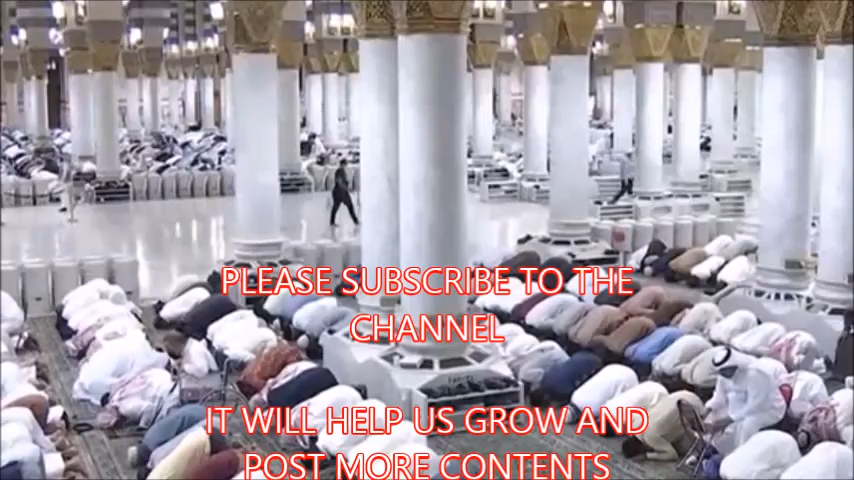 PLEASE SUBSCRIBE TO THE
CHANNEL
IT WILL HELP US GROW AND
POST MORE CONTENTS